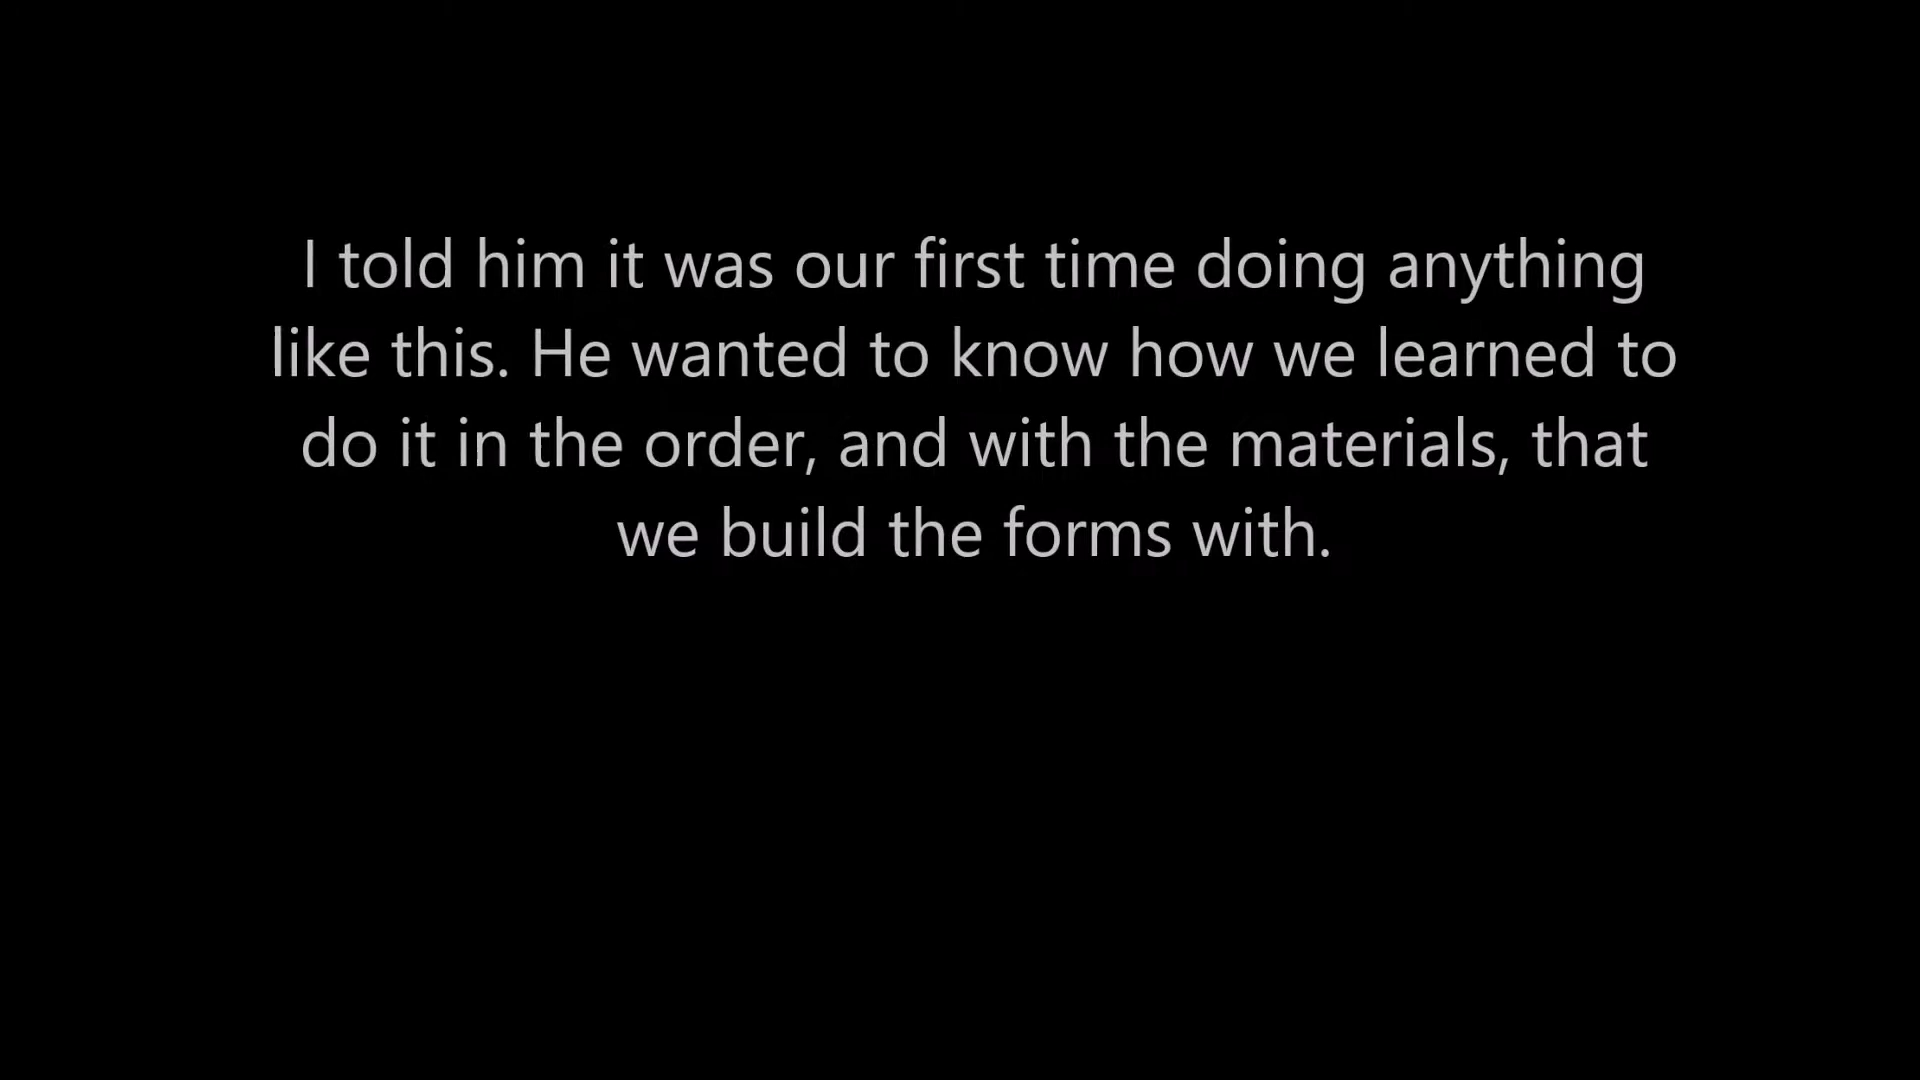 I told him it was our first time doing anything
like this. He wanted to know how we learned to
do it in the order, and with the materials, that
we build the forms with.